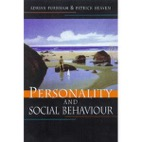 ADRIAN FURNHAM & PATRICK HEAVEN
PERSONALITY
AND
SOCIAL BEHAVIOUR